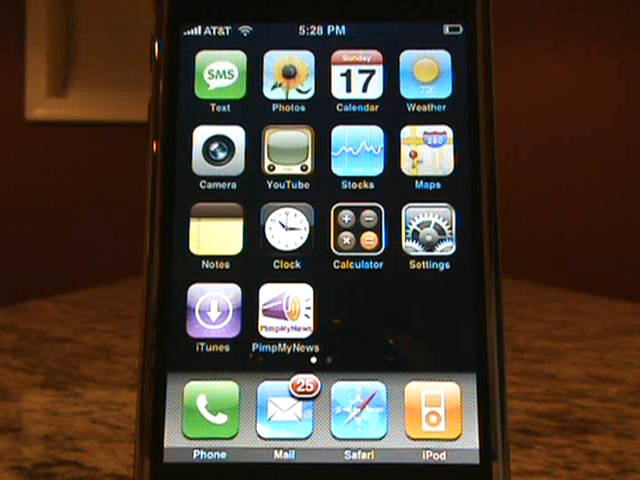 AT&T 5:28 PM
SMS Sunday 17 73° 280
Text Photos Calendar Weather
Camera YouTube Stocks Maps
Notes Clock Calculator Settings
PimpMyNews
iTunes PimpMyNews
25
Phone Mail Safari iPod